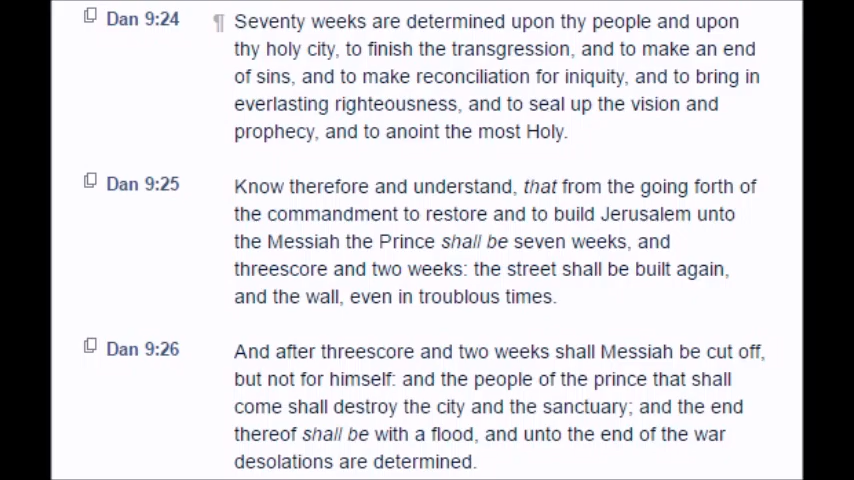 Dan 9:24 ¶ Seventy weeks are determined upon thy people and upon
thy holy city, to finish the transgression, and to make an end
of sins, and to make reconciliation for iniquity, and to bring in
everlasting righteousness, and to seal up the vision and
prophecy, and to anoint the most Holy.
Dan 9:25 Know therefore and understand, that from the going forth of
the commandment to restore and to build Jerusalem unto
the Messiah the Prince shall be seven weeks, and
threescore and two weeks: the street shall be built again,
and the wall, even in troublous times.
Dan 9:26 And after threescore and two weeks shall Messiah be cut off,
but not for himself: and the people of the prince that shall
come shall destroy the city and the sanctuary; and the end
thereof shall be with a flood, and unto the end of the war
desolations are determined.